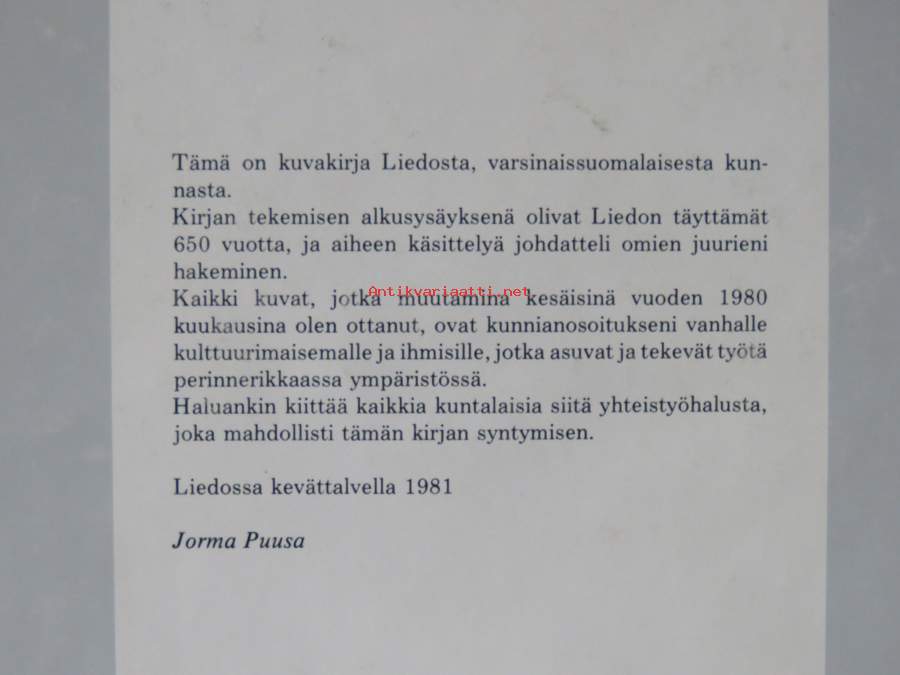 Tämä on kuvakirja Liedosta, varsinaissuomalaisesta kun-
nasta.
Kirjan tekemisen alkusysäyksenä olivat Liedon täyttämät
650 vuotta, ja aiheen käsittelyä johdatteli omien juurieni
hakeminen.
Antikvariaatti.net
Kaikki kuvat, jotka muutamina kesäisinä vuoden 1980
kuukausina olen ottanut, ovat kunnianosoitukseni vanhalle
kulttuurimaisemalle ja ihmisille, jotka asuvat ja tekevät työtä
perinnerikkaassa ympäristössä.
Haluankin kiittää kaikkia kuntalaisia siitä yhteistyöhalusta,
joka mahdollisti tämän kirjan syntymisen.
Liedossa kevättalvella 1981
Jorma Puusa